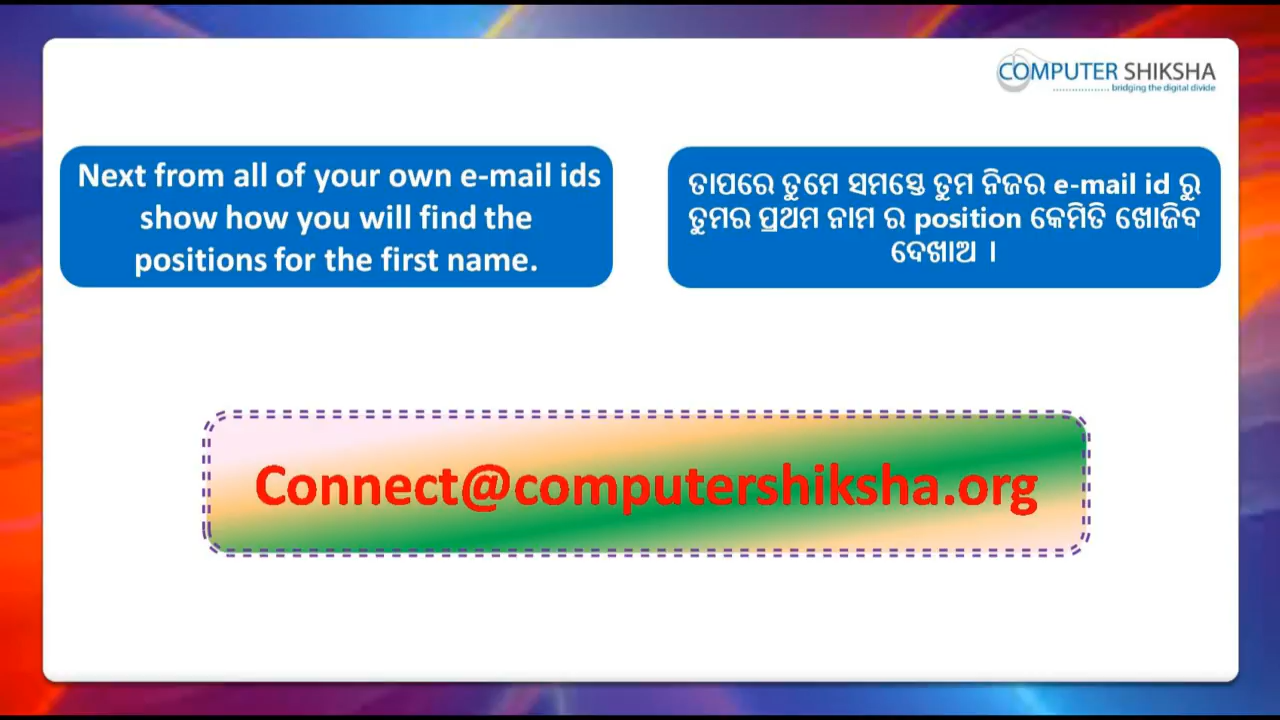 COMPUTER SHIKSHA
bridging the digital divide
Next from all of your own e-mail ids
show how you will find the
positions for the first name.
ତାପରେ ତୁମେ ସମସ୍ତେ ତୁମ ନିଜର e-mail id ରୁ
ତୁମର ପ୍ରଥମ ନାମ ର position କେମିତି ଖୋଜିବ
ଦେଖାଅ ।
Connect@computershiksha.org